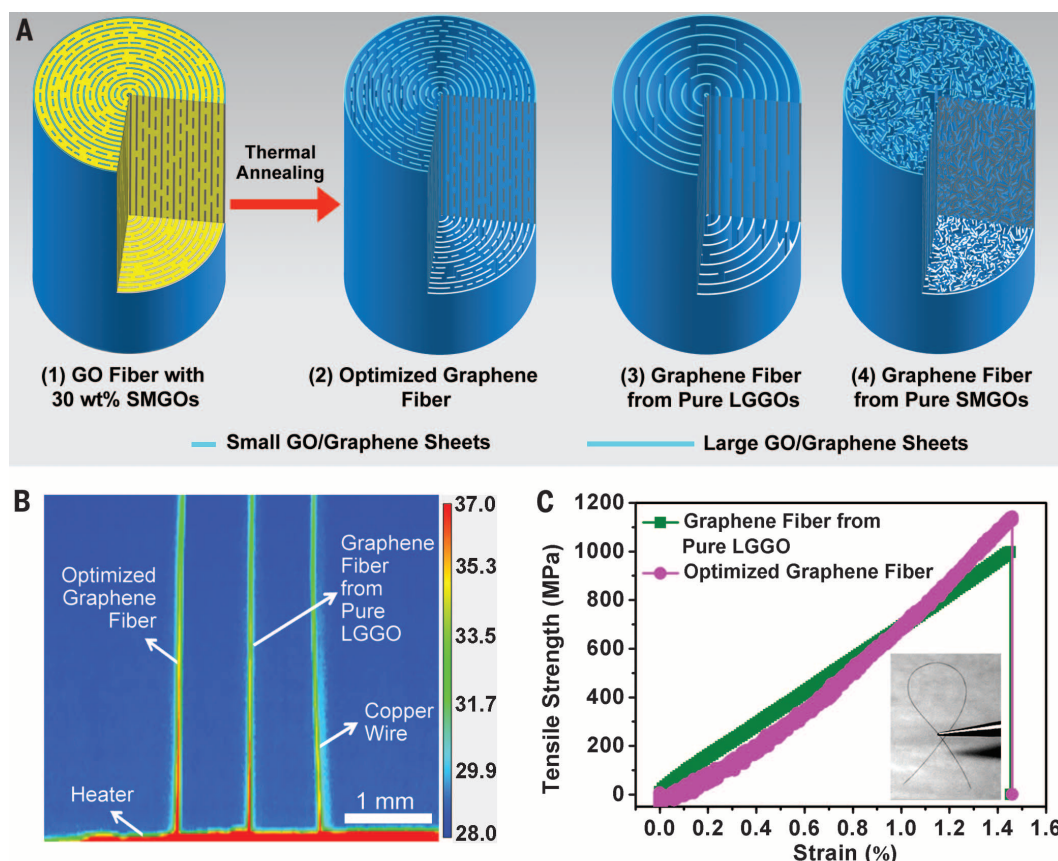 A
Thermal
Annealing
(1) GO Fiber with
30 wt% SMGOs
(2) Optimized Graphene
Fiber
(3) Graphene Fiber
from Pure LGGOs
(4) Graphene Fiber
from Pure SMGOs
Small GO/Graphene Sheets
Large GO/Graphene Sheets
B
Optimized
Graphene
Fiber
Graphene
Fiber
from
Pure
LGGO
Copper
Wire
Heater
1 mm
37.0
35.3
33.5
31.7
29.9
28.0
C
Tensile Strength (MPa)
1200
1000
800
600
400
200
0
Graphene Fiber from
Pure LGGO
Optimized Graphene Fiber
0.0 0.2 0.4 0.6 0.8 1.0 1.2 1.4 1.6
Strain (%)